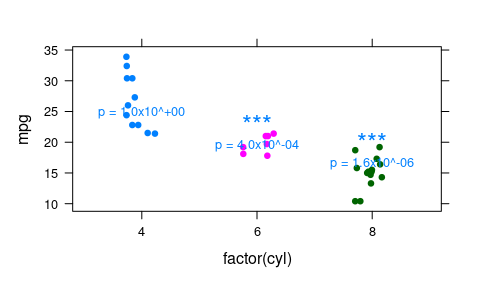 35
30
25
20
15
10
mpg
p = 1.0x10^+00
***
p = 4.0x10^-04
***
p = 1.6x10^-06
4 6 8
factor(cyl)